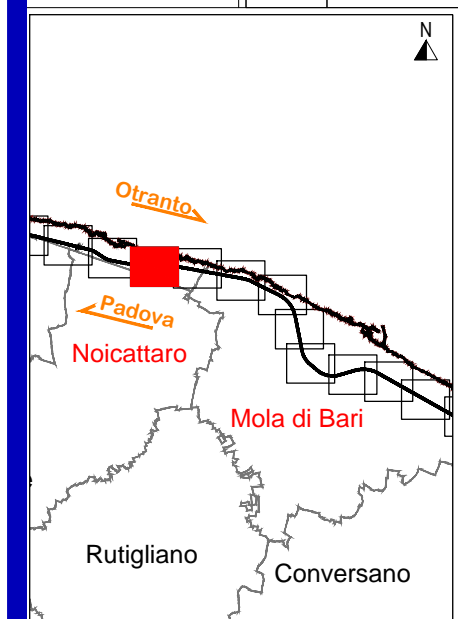 N
Otranto
Padova
Noicattaro
Mola di Bari
Rutigliano
Conversano